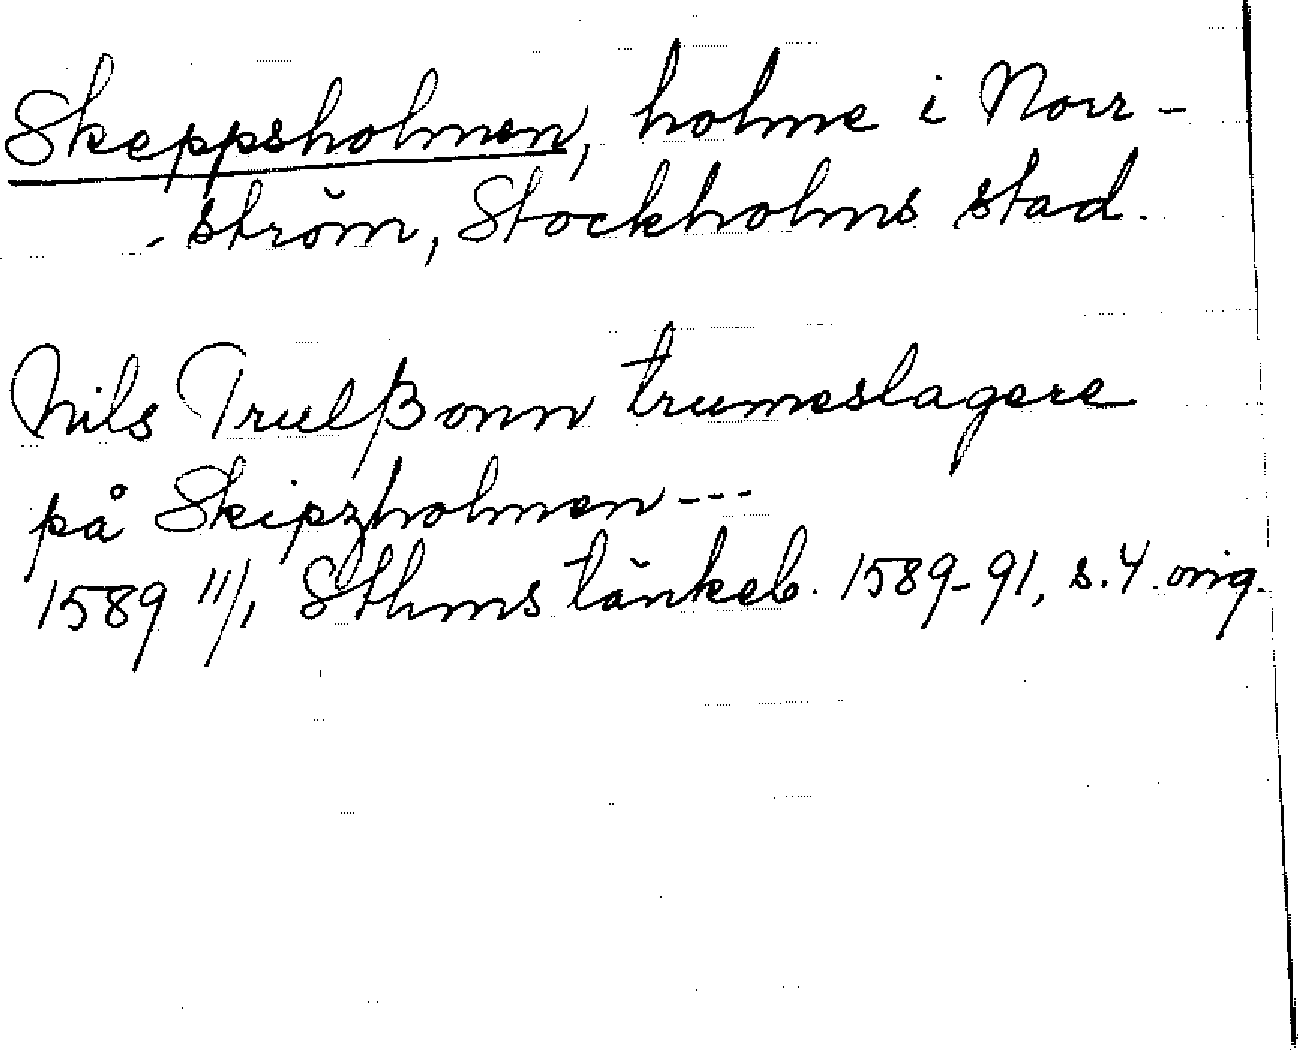 Skeppsholmen, holme i Norr-
-ström, Stockholms stad.
Nils Trulßonn trumeslagere
på Skipzholmen ---
1589 11/1 Sthms tänkeb. 1589-91, s. 4. orig.